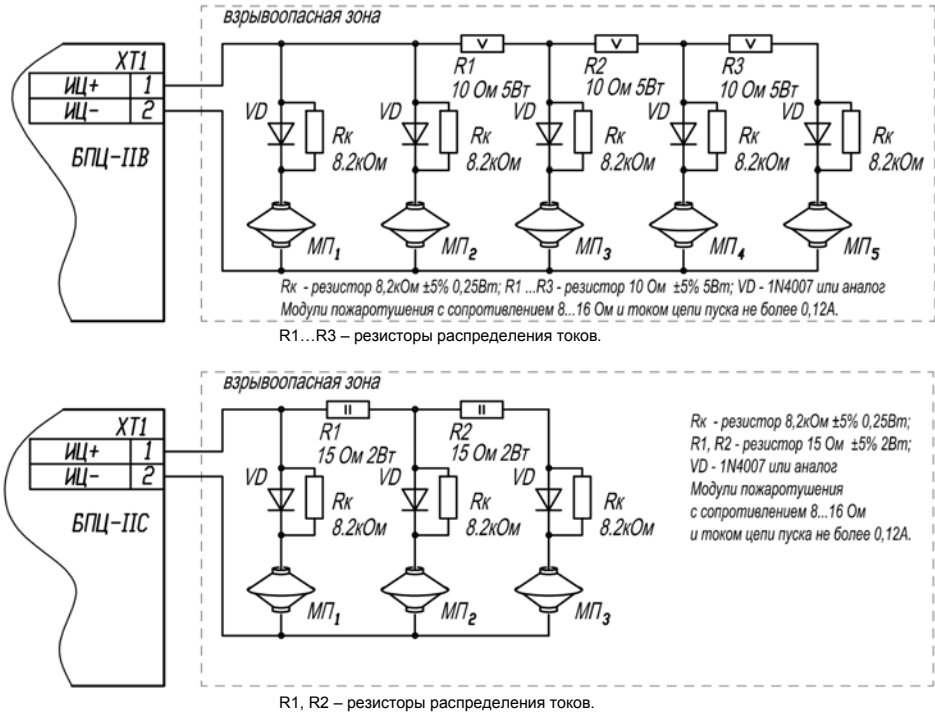 взрывоопасная зона
XT1
ИЦ+ 1
ИЦ- 2
БПЦ-IIB
R1 R2 R3
10 Ом 5Вт 10 Ом 5Вт 10 Ом 5Вт
VD VD VD VD VD
Rк Rк Rк Rк Rк
8.2кОм 8.2кОм 8.2кОм 8.2кОм 8.2кОм
МП1 МП2 МП3 МП4 МП5
Rк - резистор 8,2кОм ±5% 0,25Вт; R1 ...R3 - резистор 10 Ом ±5% 5Вт; VD - 1N4007 или аналог
Модули пожаротушения с сопротивлением 8...16 Ом и током цепи пуска не более 0,12А.
R1…R3 – резисторы распределения токов.
взрывоопасная зона
XT1
ИЦ+ 1
ИЦ- 2
БПЦ-IIC
R1 R2
15 Ом 2Вт 15 Ом 2Вт
VD VD VD
Rк Rк Rк
8.2кОм 8.2кОм 8.2кОм
МП1 МП2 МП3
Rк - резистор 8,2кОм ±5% 0,25Вт;
R1, R2 - резистор 15 Ом ±5% 2Вт;
VD - 1N4007 или аналог
Модули пожаротушения
с сопротивлением 8...16 Ом
и током цепи пуска не более 0,12А.
R1, R2 – резисторы распределения токов.